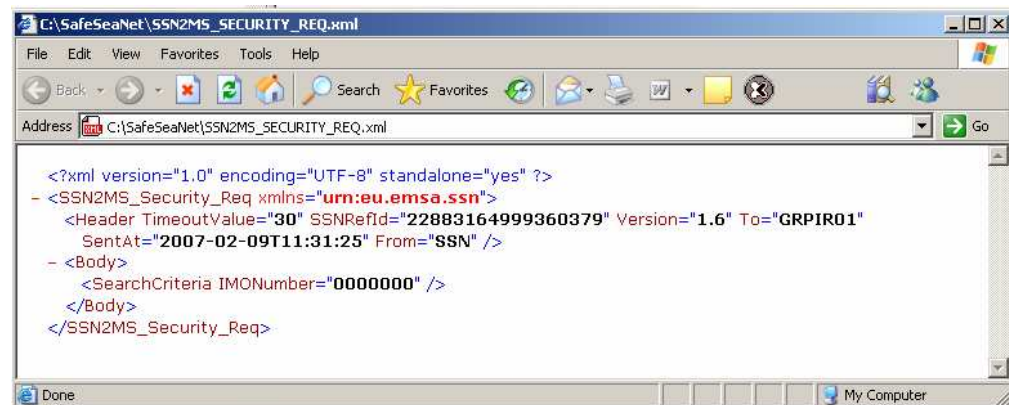 C:\SafeSeaNet\SSN2MS_SECURITY_REQ.xml
File Edit View Favorites Tools Help
Back Search Favorites
Address C:\SafeSeaNet\SSN2MS_SECURITY_REQ.xml Go
<?xml version="1.0" encoding="UTF-8" standalone="yes" ?>
- <SSN2MS_Security_Req xmlns="urn:eu.emsa.ssn">
<Header TimeoutValue="30" SSNRefId="22883164999360379" Version="1.6" To="GRPIR01"
SentAt="2007-02-09T11:31:25" From="SSN" />
- <Body>
<SearchCriteria IMONumber="0000000" />
</Body>
</SSN2MS_Security_Req>
Done My Computer